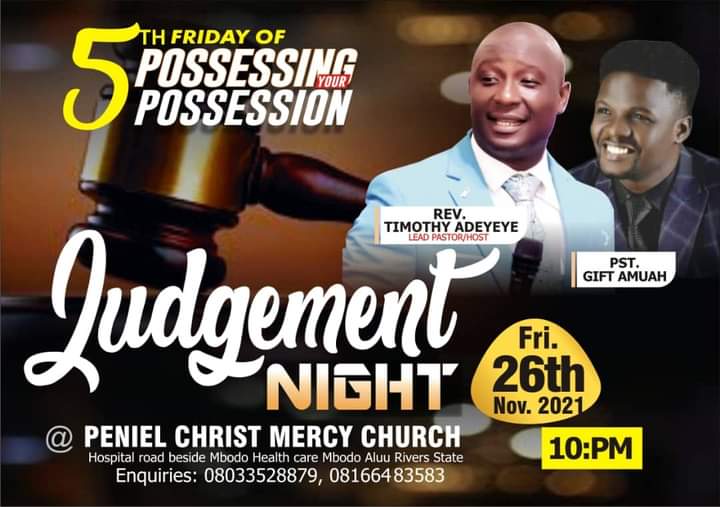 5TH FRIDAY OF
POSSESSING
YOUR
POSSESSION
REV.
TIMOTHY ADEYEYE
LEAD PASTOR/HOST
PST.
GIFT AMUAH
Judgement
NIGHT
Fri.
26th
Nov. 2021
@ PENIEL CHRIST MERCY CHURCH
Hospital road beside Mbodo Health care Mbodo Aluu Rivers State
Enquiries: 08033528879, 08166483583
10:PM